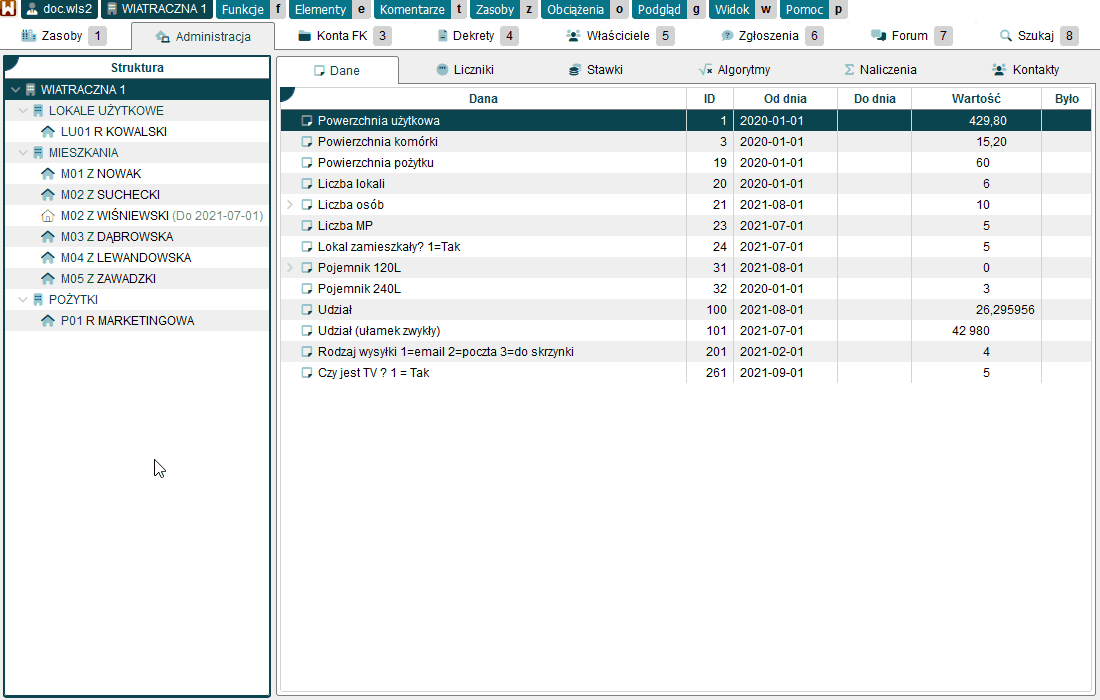 W doc.wls2 WIATRACZNA 1 Funkcje f Elementy e Komentarze t Zasoby z Obciążenia o Podgląd g Widok w Pomoc p
Zasoby 1 Administracja Konta FK 3 Dekrety 4 Właściciele 5 Zgłoszenia 6 Forum 7 Szukaj 8
Struktura
WIATRACZNA 1
LOKALE UŻYTKOWE
LU01 R KOWALSKI
MIESZKANIA
M01 Z NOWAK
M02 Z SUCHECKI
M02 Z WIŚNIEWSKI (Do 2021-07-01)
M03 Z DĄBROWSKA
M04 Z LEWANDOWSKA
M05 Z ZAWADZKI
POŻYTKI
P01 R MARKETINGOWA
Dane Liczniki Stawki Algorytmy Naliczenia Kontakty
Dana ID Od dnia Do dnia Wartość Było
Powerzchnia użytkowa 1 2020-01-01 429,80
Powierzchnia komórki 3 2020-01-01 15,20
Powierzchnia pożytku 19 2020-01-01 60
Liczba lokali 20 2020-01-01 6
Liczba osób 21 2021-08-01 10
Liczba MP 23 2021-07-01 5
Lokal zamieszkały? 1=Tak 24 2021-07-01 5
Pojemnik 120L 31 2021-08-01 0
Pojemnik 240L 32 2020-01-01 3
Udział 100 2021-08-01 26,295956
Udział (ułamek zwykły) 101 2021-07-01 42 980
Rodzaj wysyłki 1=email 2=poczta 3=do skrzynki 201 2021-02-01 4
Czy jest TV ? 1 = Tak 261 2021-09-01 5